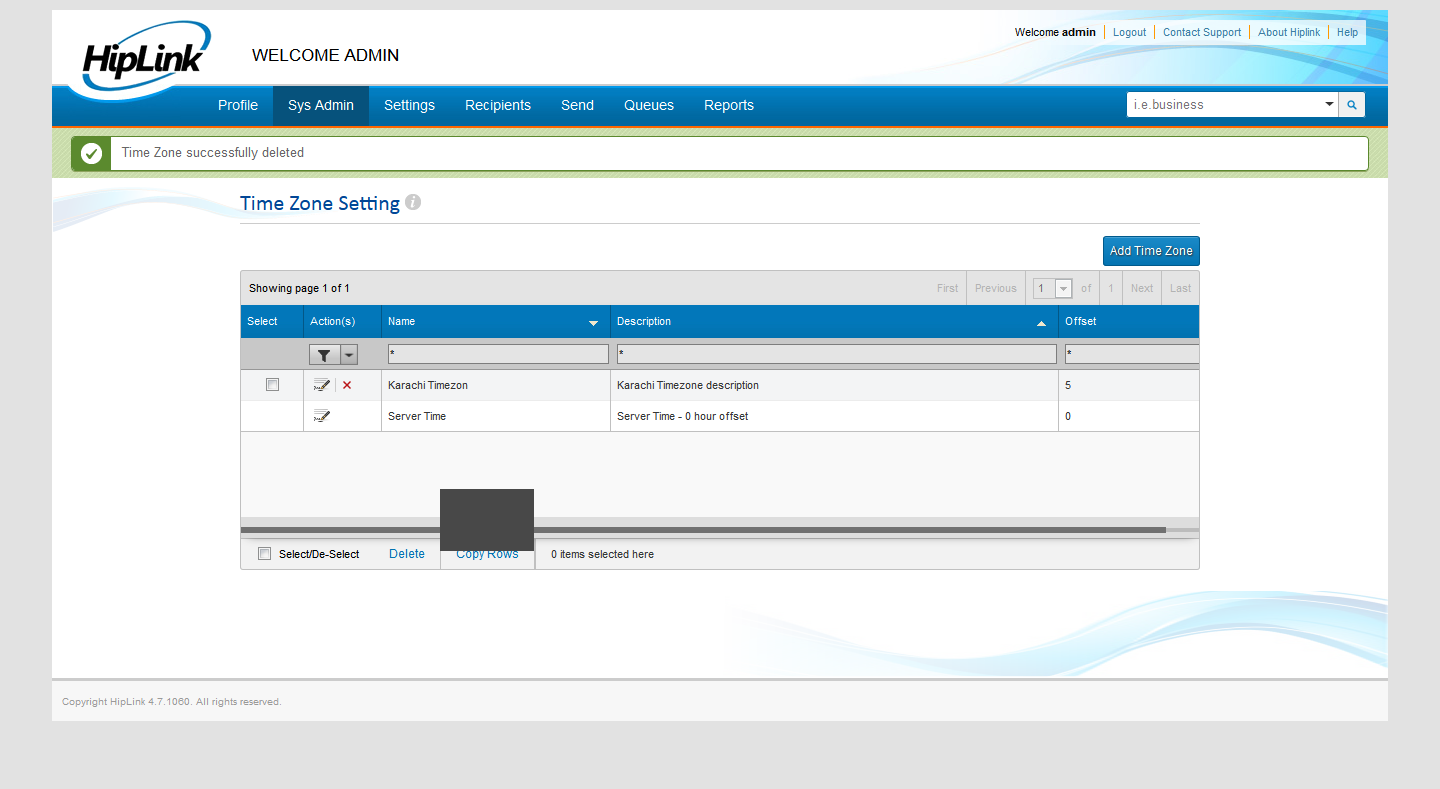 HipLink
WELCOME ADMIN
Welcome admin Logout Contact Support About Hiplink Help
Profile Sys Admin Settings Recipients Send Queues Reports
i.e.business
Time Zone successfully deleted
Time Zone Setting i
Add Time Zone
Showing page 1 of 1 First Previous 1 of 1 Next Last
Select Action(s) Name Description Offset
* * *
Karachi Timezon Karachi Timezone description 5
Server Time Server Time - 0 hour offset 0
Select/De-Select Delete Copy Rows 0 items selected here
Copyright HipLink 4.7.1060. All rights reserved.